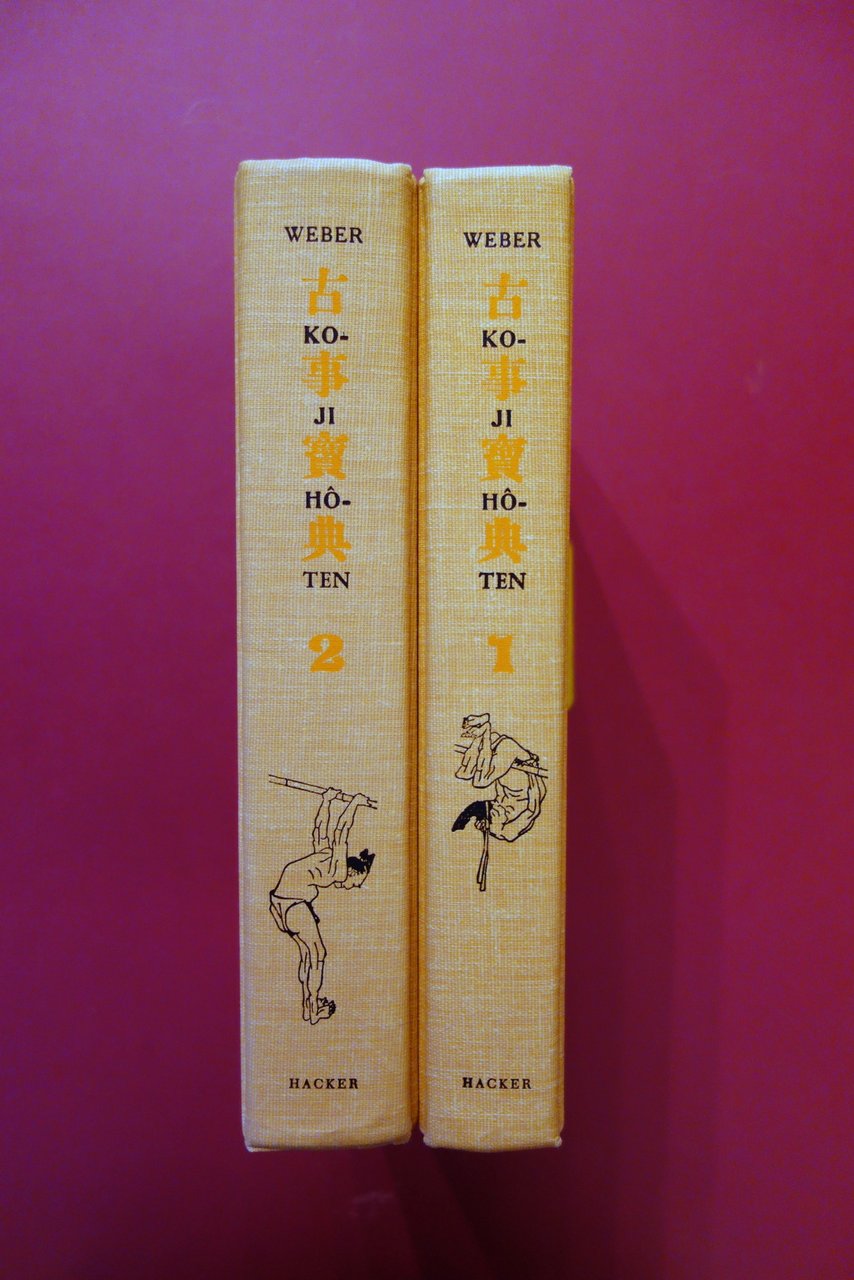 WEBER
古
KO-
事
JI
寶
HÔ-
典
TEN
2
HACKER
WEBER
古
KO-
事
JI
寶
HÔ-
典
TEN
1
HACKER